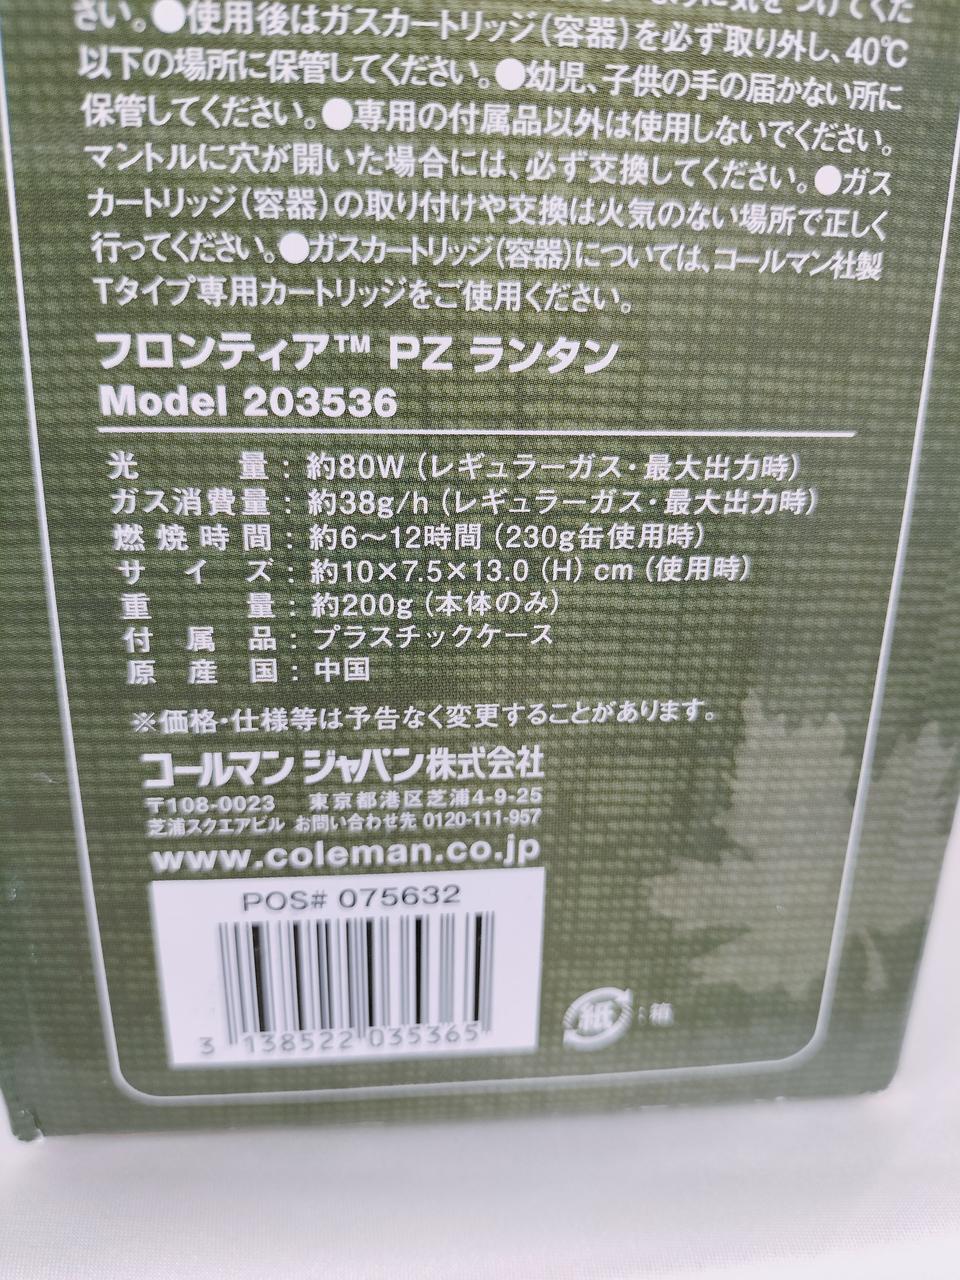 さい。●使用後はガスカートリッジ(容器)を必ず取り外し、40℃
以下の場所に保管してください。●幼児、子供の手の届かない所に
保管してください。●専用の付属品以外は使用しないでください。
マントルに穴が開いた場合には、必ず交換してください。●ガス
カートリッジ(容器)の取り付けや交換は火気のない場所で正しく
行ってください。●ガスカートリッジ(容器)については、コールマン社製
Tタイプ専用カートリッジをご使用ください。
フロンティア™ PZ ランタン
Model 203536
光量:約80W(レギュラーガス・最大出力時)
ガス消費量:約38g/h(レギュラーガス・最大出力時)
燃焼時間:約6〜12時間(230g缶使用時)
サイズ:約10×7.5×13.0(H)cm(使用時)
重量:約200g(本体のみ)
付属品:プラスチックケース
原産国:中国
※価格・仕様等は予告なく変更することがあります。
コールマン ジャパン株式会社
〒108-0023 東京都港区芝浦4-9-25
芝浦スクエアビル お問い合わせ先 0120-111-957
www.coleman.co.jp
POS# 075632
3 138522 035365
紙:箱